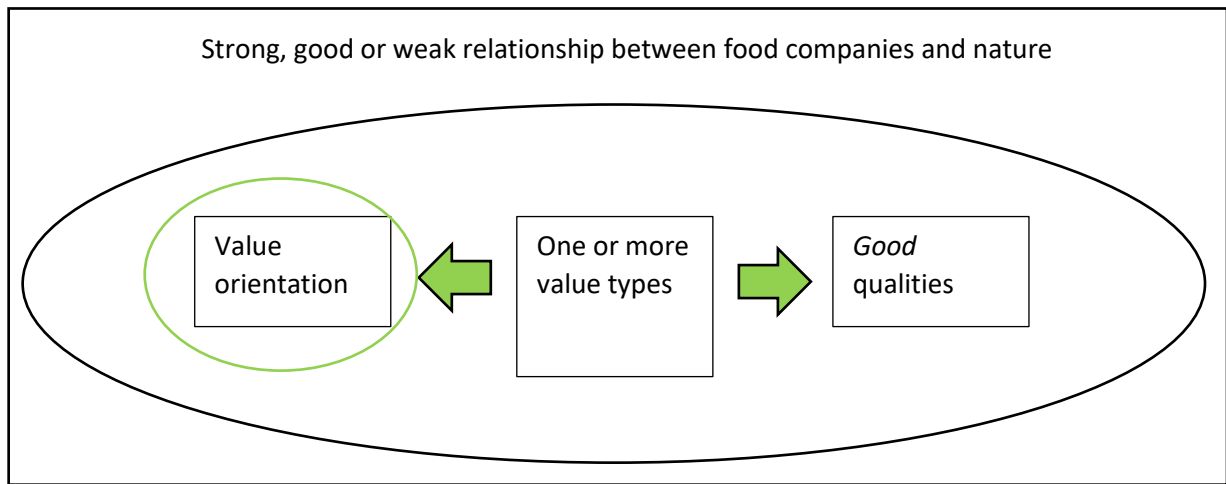 Strong, good or weak relationship between food companies and nature
Value
orientation
One or more
value types
Good
qualities